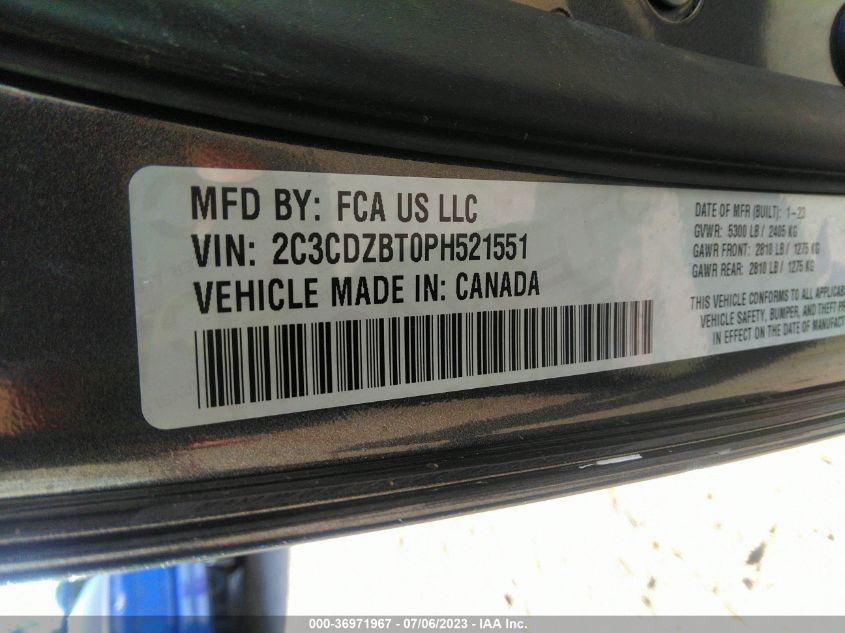 MFD BY: FCA US LLC
VIN: 2C3CDZBT0PH521551
VEHICLE MADE IN: CANADA
DATE OF MFR (BUILT): 1-23
GVWR: 5300 LB / 2405 KG
GAWR FRONT: 2810 LB / 1275 KG
GAWR REAR: 2810 LB / 1275 KG
THIS VEHICLE CONFORMS TO ALL APPLICAB
VEHICLE SAFETY, BUMPER, AND THEFT PR
IN EFFECT ON THE DATE OF MANUFACT
000-36971967 - 07/06/2023 - IAA Inc.